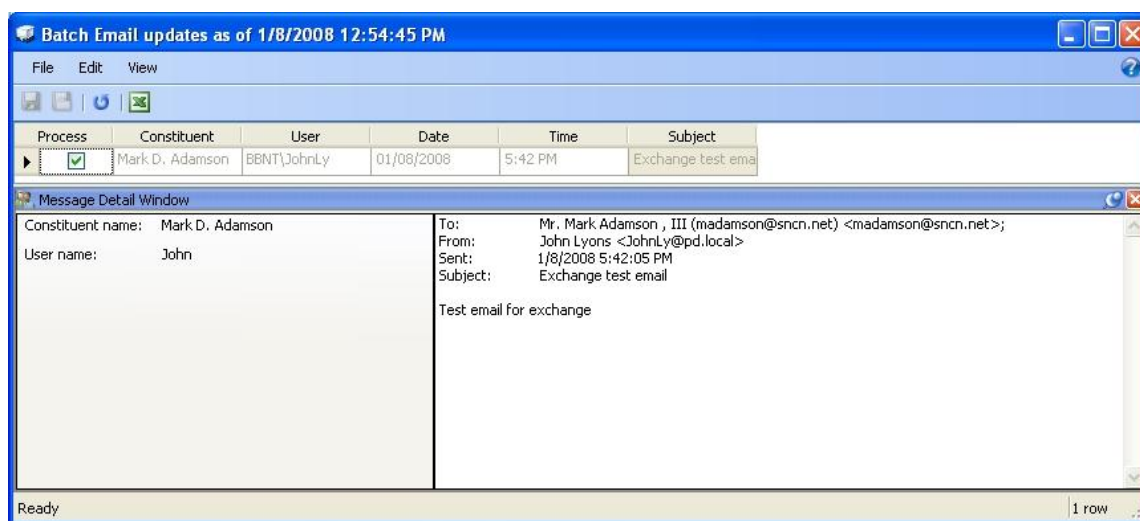 Batch Email updates as of 1/8/2008 12:54:45 PM
File Edit View
Process Constituent User Date Time Subject
Mark D. Adamson BBNT\JohnLy 01/08/2008 5:42 PM Exchange test ema
Message Detail Window
Constituent name: Mark D. Adamson
User name: John
To: Mr. Mark Adamson , III (madamson@sncn.net) <madamson@sncn.net>;
From: John Lyons <JohnLy@pd.local>
Sent: 1/8/2008 5:42:05 PM
Subject: Exchange test email
Test email for exchange
Ready 1 row